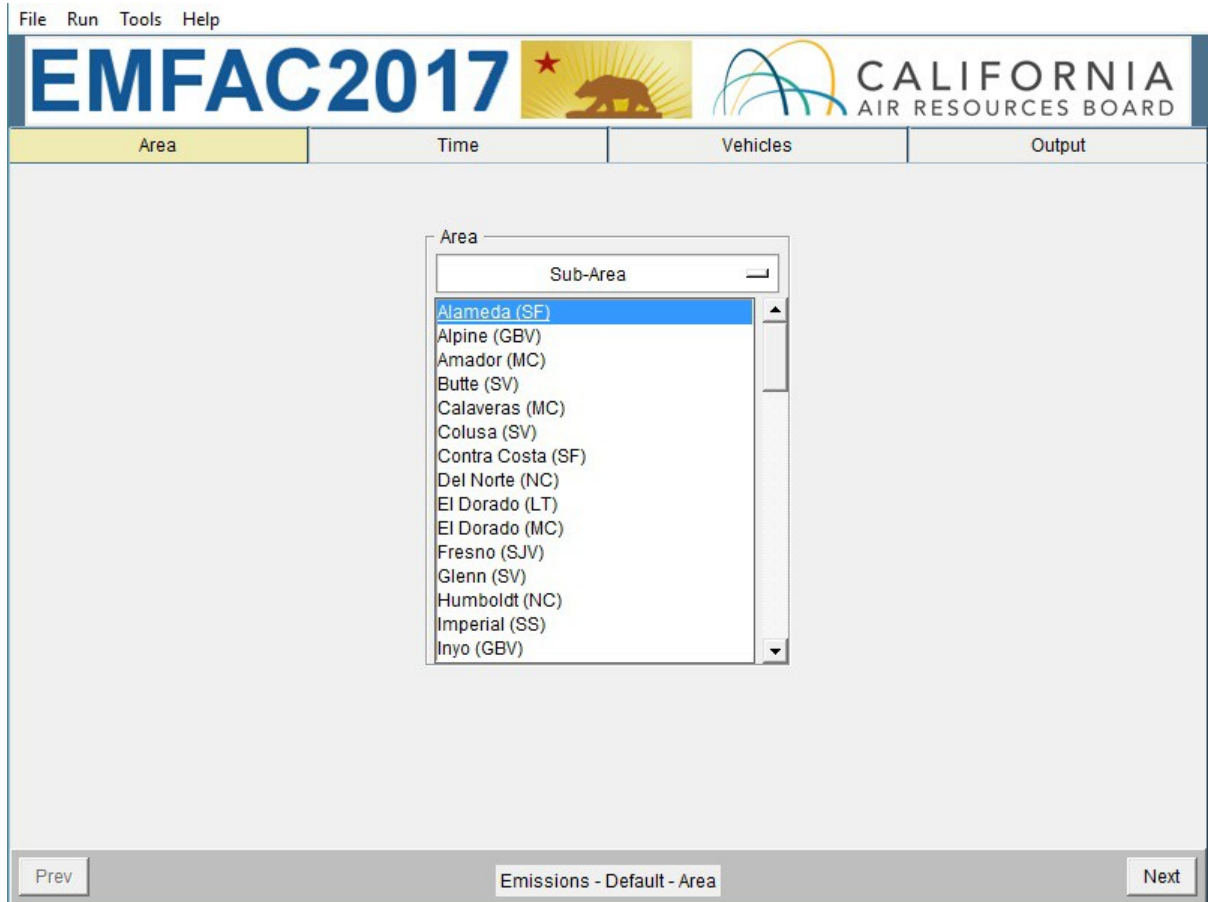 File Run Tools Help
EMFAC2017
CALIFORNIA
AIR RESOURCES BOARD
Area Time Vehicles Output
Area
Sub-Area
Alameda (SF)
Alpine (GBV)
Amador (MC)
Butte (SV)
Calaveras (MC)
Colusa (SV)
Contra Costa (SF)
Del Norte (NC)
El Dorado (LT)
El Dorado (MC)
Fresno (SJV)
Glenn (SV)
Humboldt (NC)
Imperial (SS)
Inyo (GBV)
Prev Emissions - Default - Area Next